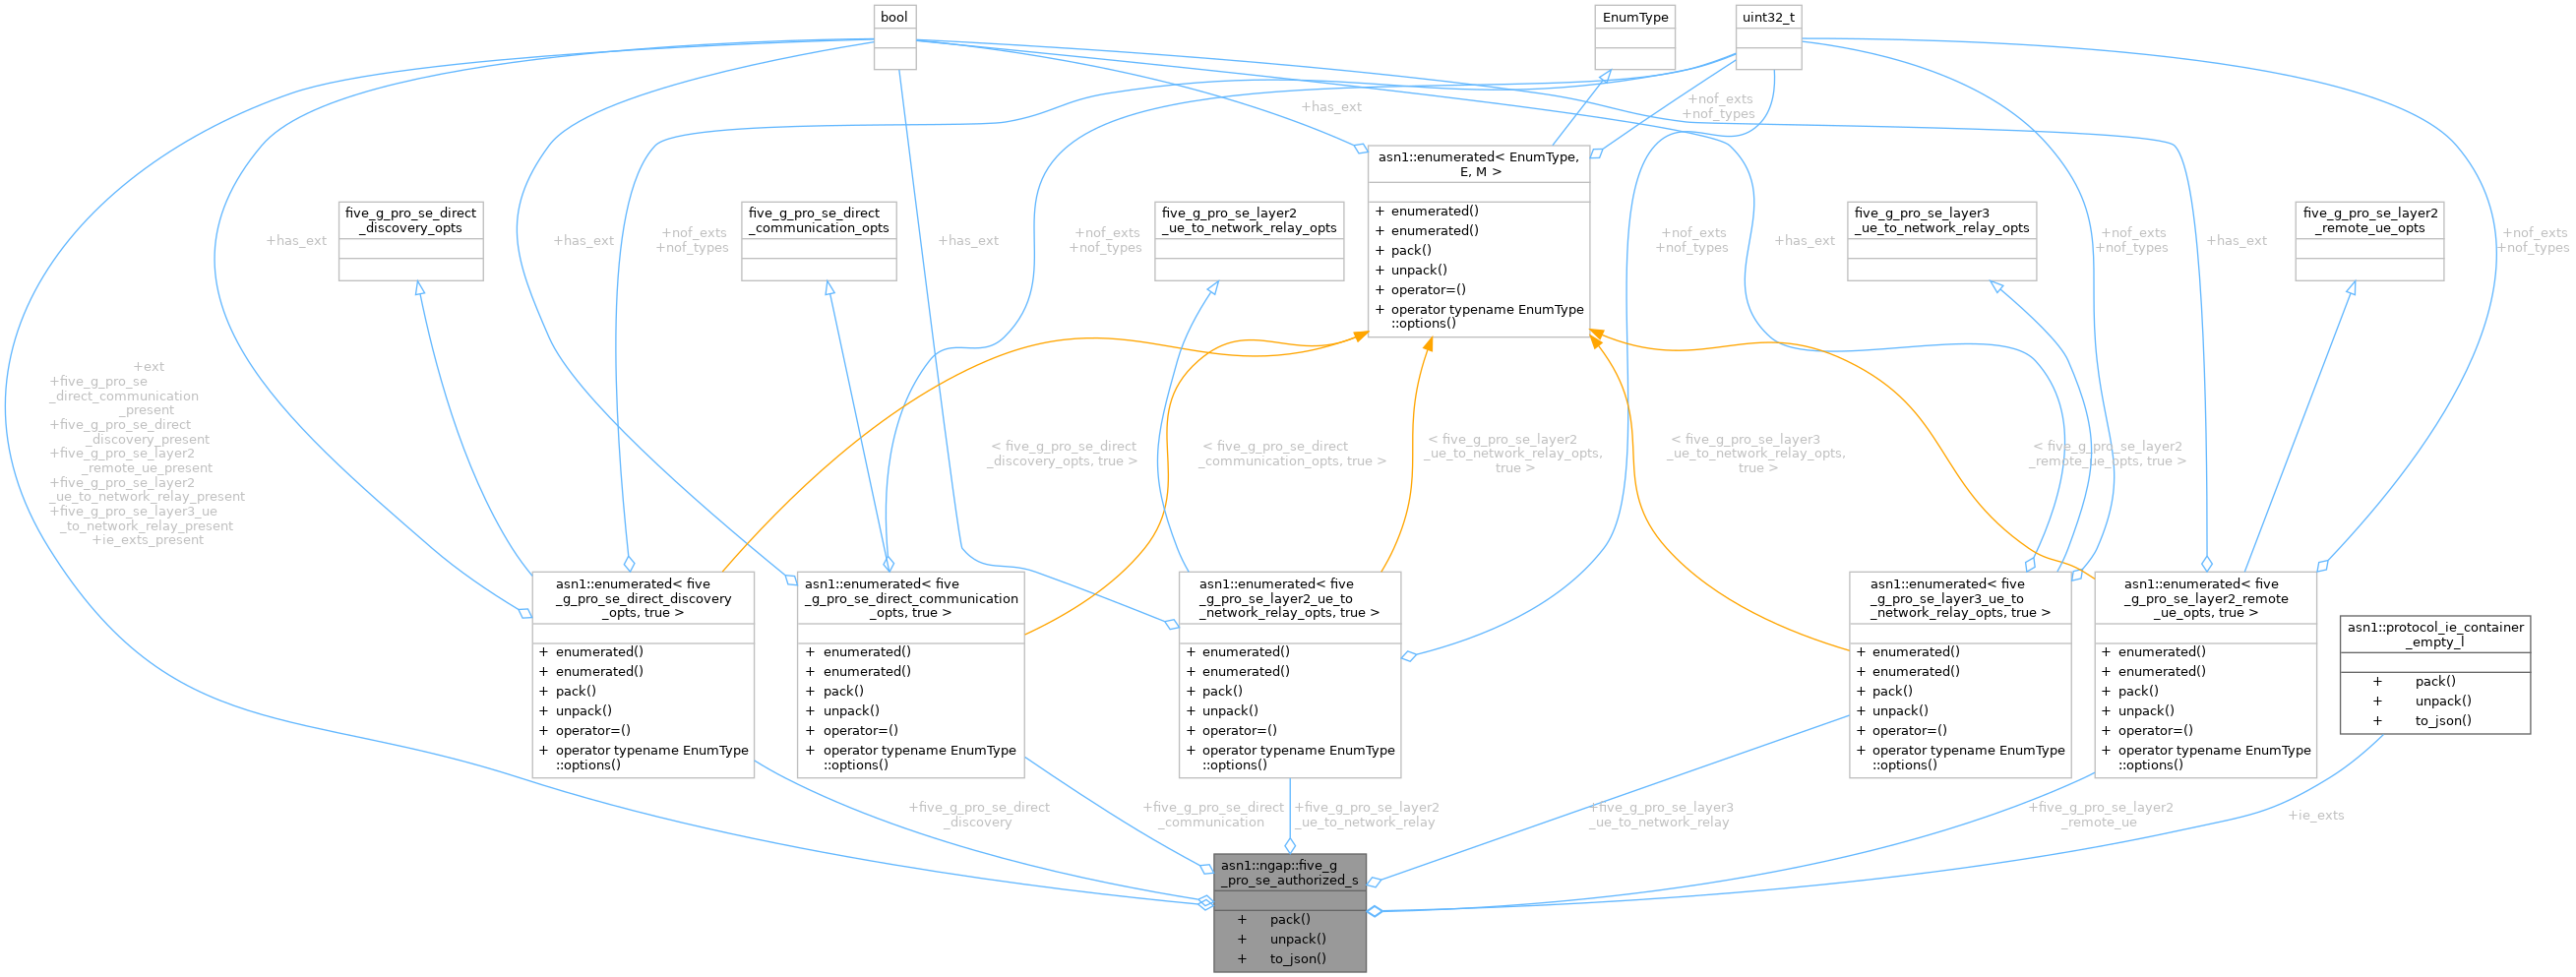 bool
EnumType
uint32_t
+has_ext
+nof_exts
+nof_types
asn1::enumerated< EnumType,
E, M >
+ enumerated()
+ enumerated()
+ pack()
+ unpack()
+ operator=()
+ operator typename EnumType
::options()
five_g_pro_se_direct
_discovery_opts
five_g_pro_se_direct
_communication_opts
five_g_pro_se_layer2
_ue_to_network_relay_opts
five_g_pro_se_layer3
_ue_to_network_relay_opts
five_g_pro_se_layer2
_remote_ue_opts
+has_ext
+has_ext
+nof_exts
+nof_types
+has_ext
+nof_exts
+nof_types
+nof_exts
+nof_types
+has_ext
+nof_exts
+nof_types
+has_ext
+nof_exts
+nof_types
+ext
+five_g_pro_se
_direct_communication
_present
+five_g_pro_se_direct
_discovery_present
+five_g_pro_se_layer2
_remote_ue_present
+five_g_pro_se_layer2
_ue_to_network_relay_present
+five_g_pro_se_layer3_ue
_to_network_relay_present
+ie_exts_present
< five_g_pro_se_direct
_discovery_opts, true >
< five_g_pro_se_direct
_communication_opts, true >
< five_g_pro_se_layer2
_ue_to_network_relay_opts,
true >
< five_g_pro_se_layer3
_ue_to_network_relay_opts,
true >
< five_g_pro_se_layer2
_remote_ue_opts, true >
asn1::enumerated< five
_g_pro_se_direct_discovery
_opts, true >
+ enumerated()
+ enumerated()
+ pack()
+ unpack()
+ operator=()
+ operator typename EnumType
::options()
asn1::enumerated< five
_g_pro_se_direct_communication
_opts, true >
+ enumerated()
+ enumerated()
+ pack()
+ unpack()
+ operator=()
+ operator typename EnumType
::options()
asn1::enumerated< five
_g_pro_se_layer2_ue_to
_network_relay_opts, true >
+ enumerated()
+ enumerated()
+ pack()
+ unpack()
+ operator=()
+ operator typename EnumType
::options()
asn1::enumerated< five
_g_pro_se_layer3_ue_to
_network_relay_opts, true >
+ enumerated()
+ enumerated()
+ pack()
+ unpack()
+ operator=()
+ operator typename EnumType
::options()
asn1::enumerated< five
_g_pro_se_layer2_remote
_ue_opts, true >
+ enumerated()
+ enumerated()
+ pack()
+ unpack()
+ operator=()
+ operator typename EnumType
::options()
asn1::protocol_ie_container
_empty_l
+ pack()
+ unpack()
+ to_json()
+five_g_pro_se_direct
_discovery
+five_g_pro_se_direct
_communication
+five_g_pro_se_layer2
_ue_to_network_relay
+five_g_pro_se_layer3
_ue_to_network_relay
+five_g_pro_se_layer2
_remote_ue
+ie_exts
asn1::ngap::five_g
_pro_se_authorized_s
+ pack()
+ unpack()
+ to_json()